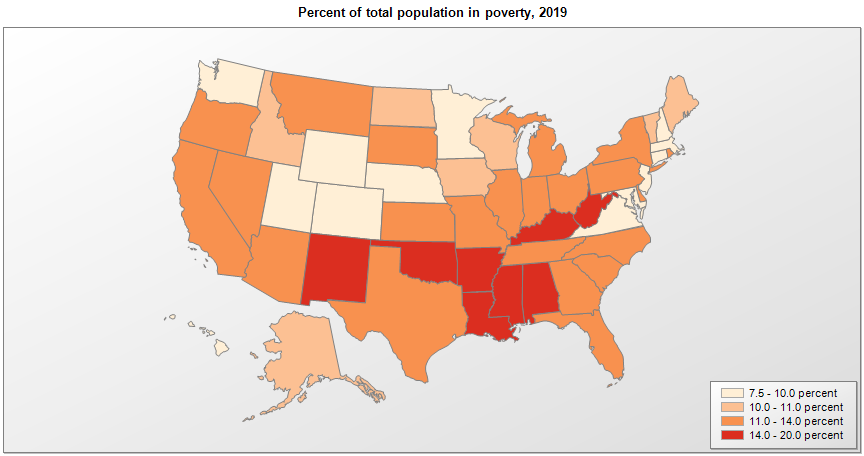 Percent of total population in poverty, 2019
7.5 - 10.0 percent
10.0 - 11.0 percent
11.0 - 14.0 percent
14.0 - 20.0 percent